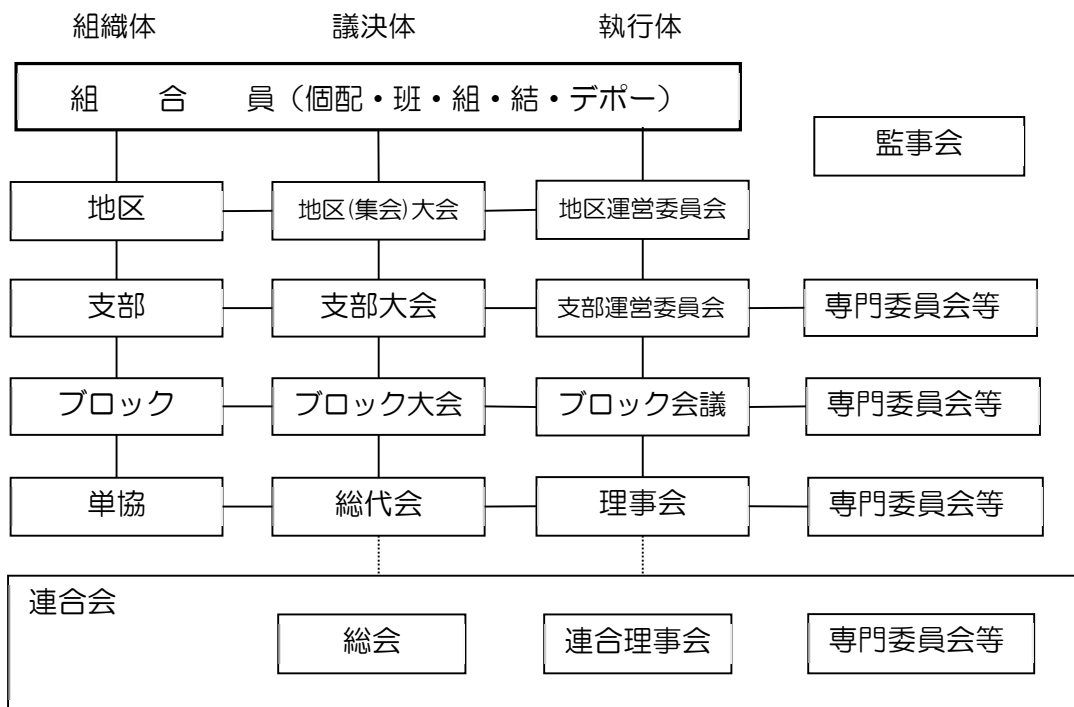 組織体 議決体 執行体
組 合 員（個配・班・組・結・デポー）
監事会
地区 地区(集会)大会 地区運営委員会
支部 支部大会 支部運営委員会 専門委員会等
ブロック ブロック大会 ブロック会議 専門委員会等
単協 総代会 理事会 専門委員会等
連合会
総会 連合理事会 専門委員会等